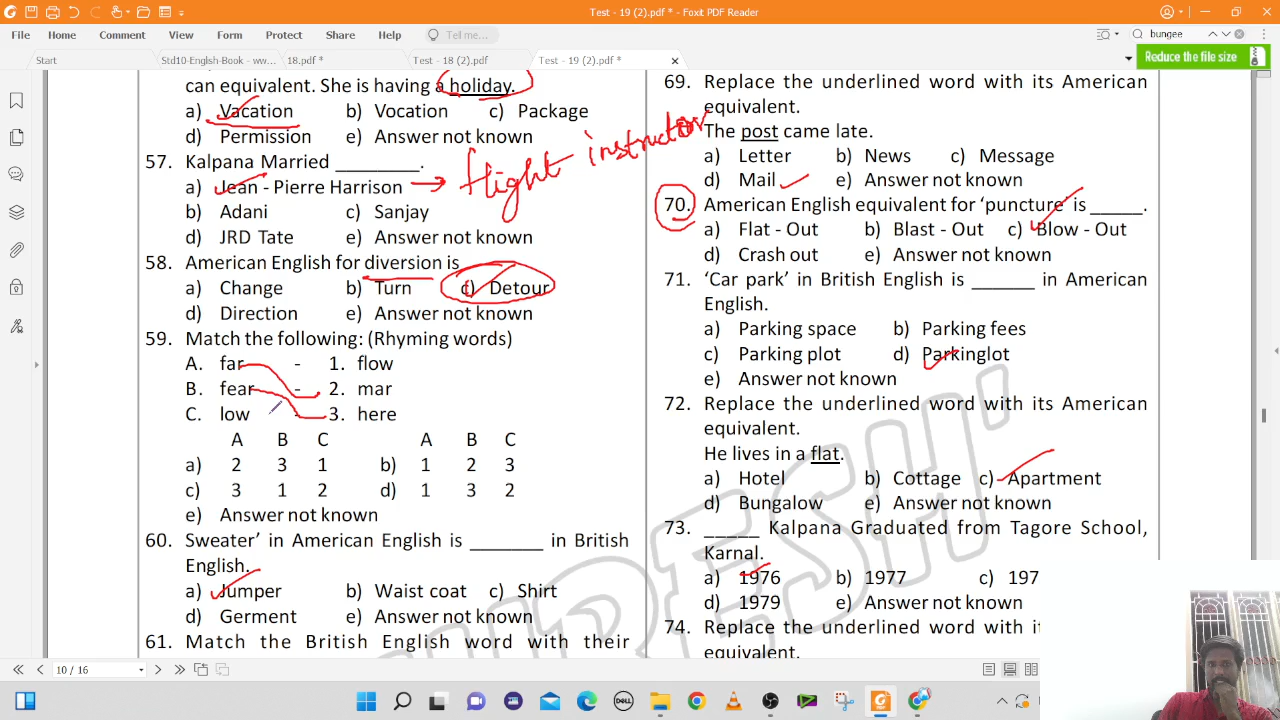 Test - 19 (2).pdf * - Foxit PDF Reader
bungee
File Home Comment View Form Protect Share Help Tell me...
Start Std10-English-Book - ww... 18.pdf * Test - 18 (2).pdf Test - 19 (2).pdf *
Reduce the file size
can equivalent. She is having a holiday.
a) Vacation b) Vocation c) Package
d) Permission e) Answer not known
57. Kalpana Married ______.
a) Jean - Pierre Harrison → flight instructor
b) Adani c) Sanjay
d) JRD Tate e) Answer not known
58. American English for diversion is
a) Change b) Turn c) Detour
d) Direction e) Answer not known
59. Match the following: (Rhyming words)
A. far - 1. flow
B. fear - 2. mar
C. low - 3. here
A B C A B C
a) 2 3 1 b) 1 2 3
c) 3 1 2 d) 1 3 2
e) Answer not known
60. Sweater' in American English is _______ in British
English.
a) Jumper b) Waist coat c) Shirt
d) Germent e) Answer not known
61. Match the British English word with their
69. Replace the underlined word with its American
equivalent.
The post came late.
a) Letter b) News c) Message
d) Mail e) Answer not known
70. American English equivalent for ‘puncture’ is _____.
a) Flat - Out b) Blast - Out c) Blow - Out
d) Crash out e) Answer not known
71. ‘Car park’ in British English is ______ in American
English.
a) Parking space b) Parking fees
c) Parking plot d) Parkinglot
e) Answer not known
72. Replace the underlined word with its American
equivalent.
He lives in a flat.
a) Hotel b) Cottage c) Apartment
d) Bungalow e) Answer not known
73. _____ Kalpana Graduated from Tagore School,
Karnal.
a) 1976 b) 1977 c) 197
d) 1979 e) Answer not known
74. Replace the underlined word with it
equivalent.
10 / 16
DELL